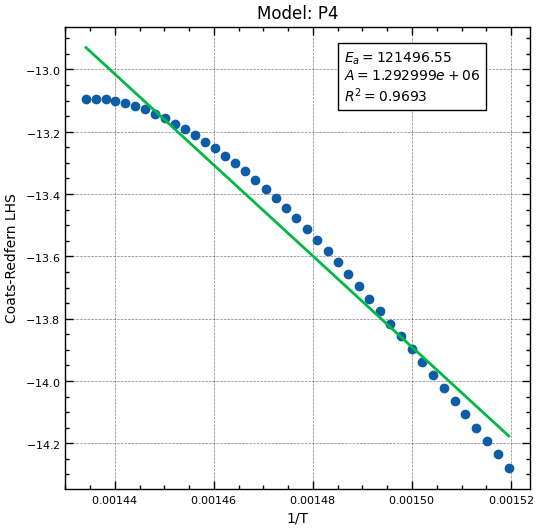 Model: P4
E_a = 121496.55
A = 1.292999e + 06
R² = 0.9693
Coats-Redfern LHS
−13.0
−13.2
−13.4
−13.6
−13.8
−14.0
−14.2
0.00144 0.00146 0.00148 0.00150 0.00152
1/T